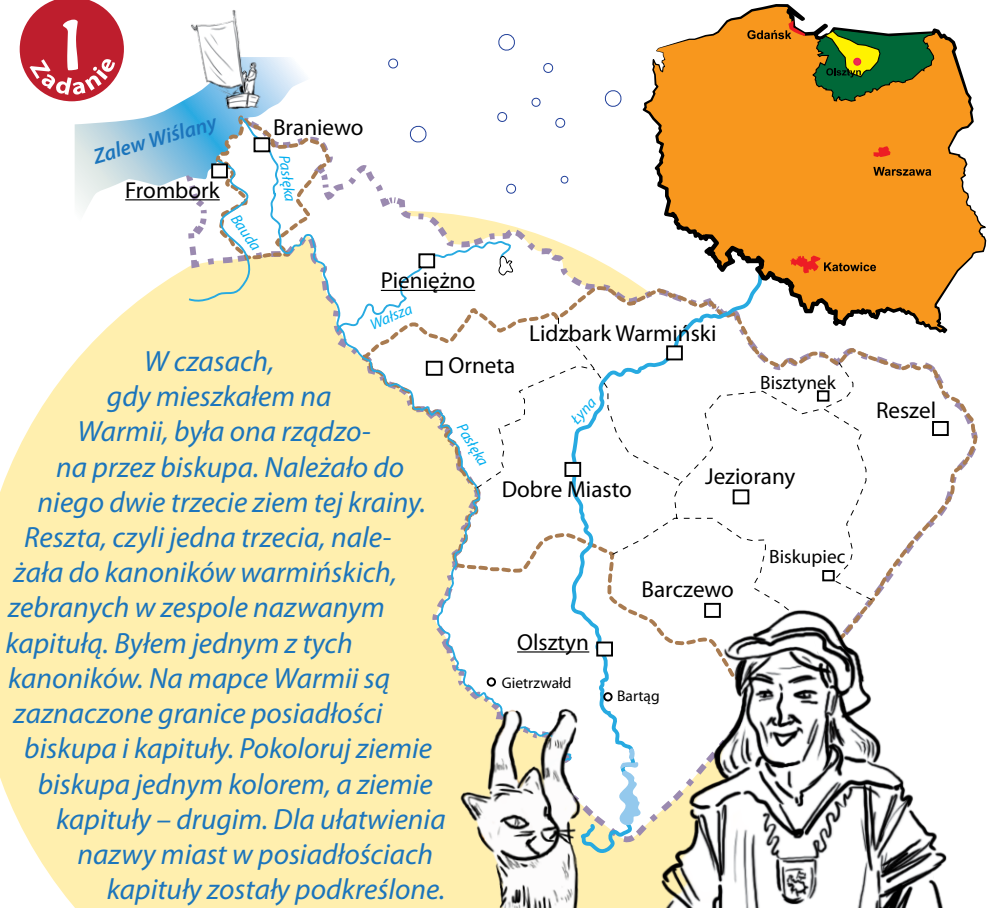 1
Zadanie
Gdańsk
Olsztyn
Warszawa
Katowice
Zalew Wiślany
Braniewo
Pasłęka
Frombork
Bauda
Pieniężno
Wałsza
Lidzbark Warmiński
Orneta
Bisztynek
Reszel
Łyna
Pasłęka
Dobre Miasto
Jeziorany
Biskupiec
Barczewo
Olsztyn
Gietrzwałd
Bartąg
W czasach,
gdy mieszkałem na
Warmii, była ona rządzo-
na przez biskupa. Należało do
niego dwie trzecie ziem tej krainy.
Reszta, czyli jedna trzecia, nale-
żała do kanoników warmińskich,
zebranych w zespole nazwanym
kapitułą. Byłem jednym z tych
kanoników. Na mapce Warmii są
zaznaczone granice posiadłości
biskupa i kapituły. Pokoloruj ziemie
biskupa jednym kolorem, a ziemie
kapituły – drugim. Dla ułatwienia
nazwy miast w posiadłościach
kapituły zostały podkreślone.